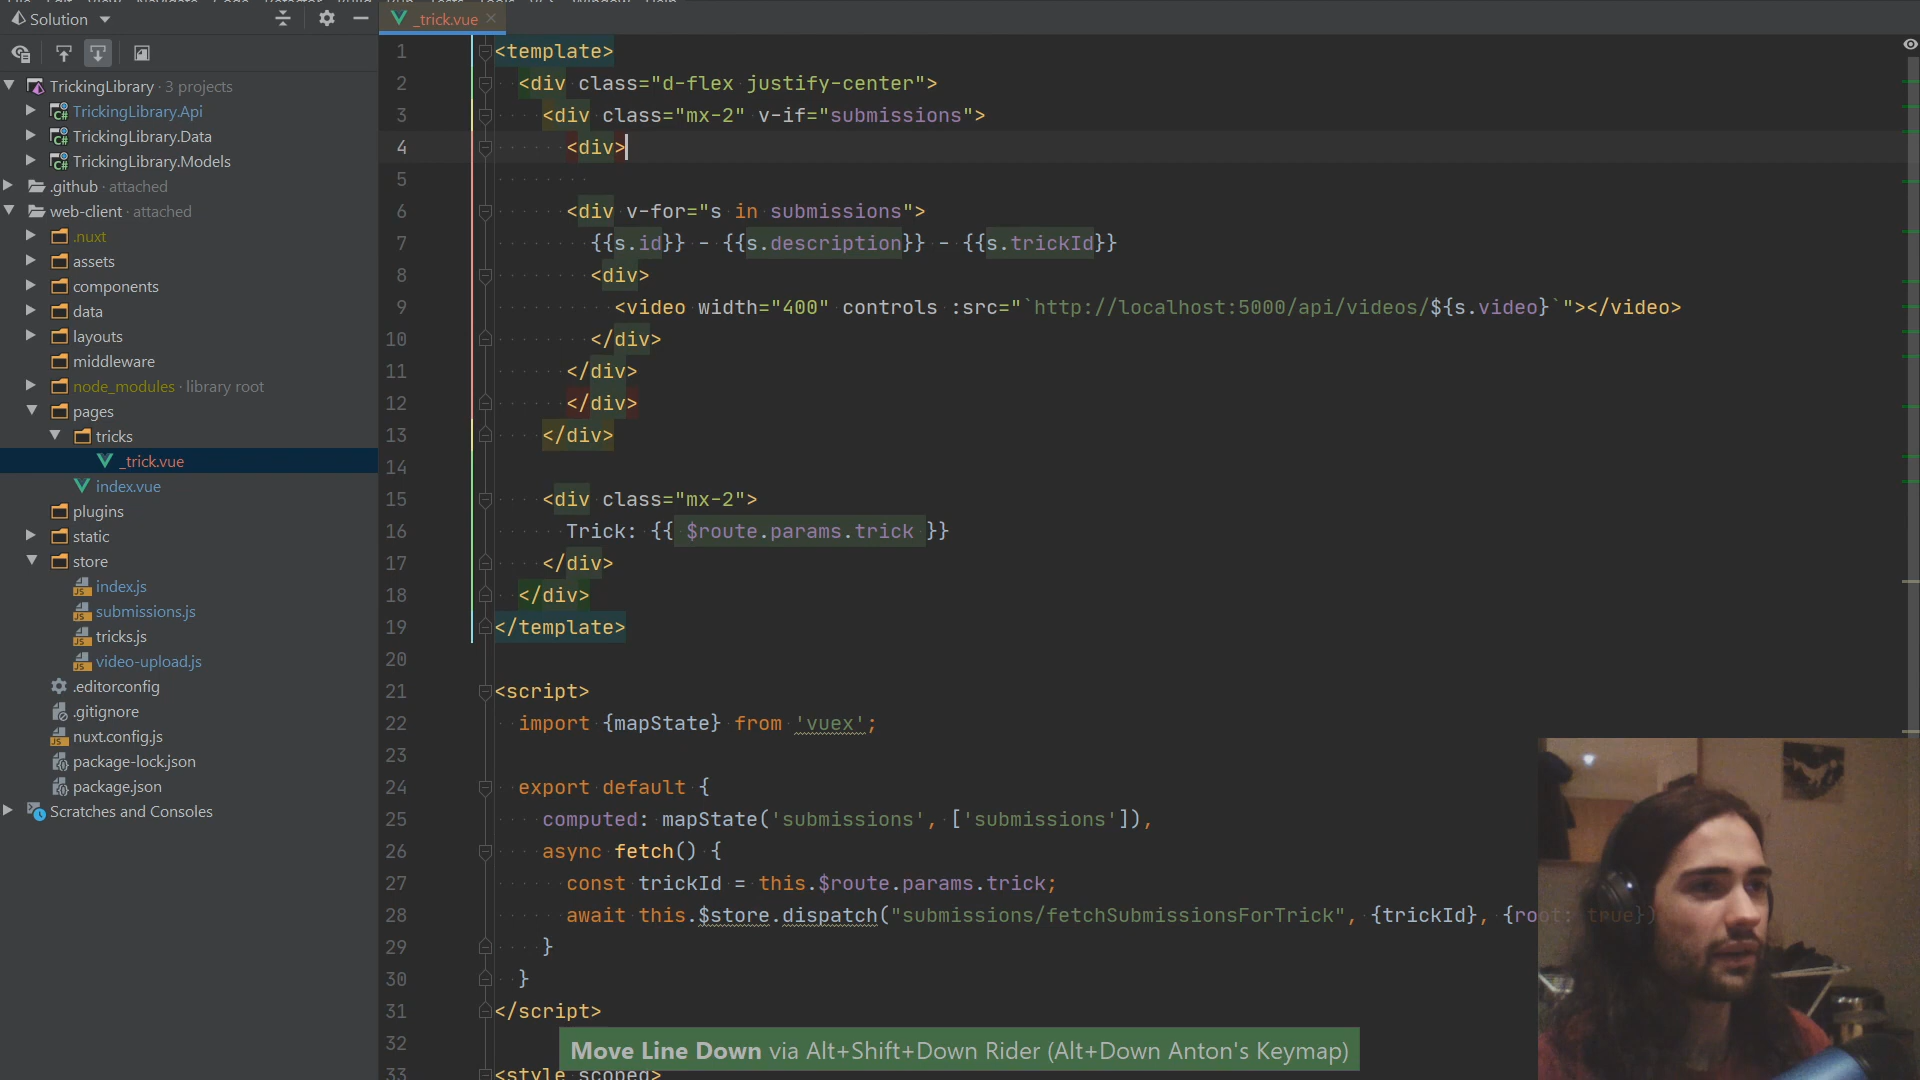 Solution
_trick.vue
TrickingLibrary · 3 projects
TrickingLibrary.Api
TrickingLibrary.Data
TrickingLibrary.Models
.github · attached
web-client · attached
.nuxt
assets
components
data
layouts
middleware
node_modules · library root
pages
tricks
_trick.vue
index.vue
plugins
static
store
index.js
submissions.js
tricks.js
video-upload.js
.editorconfig
.gitignore
nuxt.config.js
package-lock.json
package.json
Scratches and Consoles
1 <template>
2 <div class="d-flex justify-center">
3 <div class="mx-2" v-if="submissions">
4 <div>
5
6 <div v-for="s in submissions">
7 {{s.id}} - {{s.description}} - {{s.trickId}}
8 <div>
9 <video width="400" controls :src="`http://localhost:5000/api/videos/${s.video}`"></video>
10 </div>
11 </div>
12 </div>
13 </div>
14
15 <div class="mx-2">
16 Trick: {{ $route.params.trick }}
17 </div>
18 </div>
19 </template>
20
21 <script>
22 import {mapState} from 'vuex';
23
24 export default {
25 computed: mapState('submissions', ['submissions']),
26 async fetch() {
27 const trickId = this.$route.params.trick;
28 await this.$store.dispatch("submissions/fetchSubmissionsForTrick", {trickId}, {root: true})
29 }
30 }
31 </script>
32
33 <style scoped>
Move Line Down via Alt+Shift+Down Rider (Alt+Down Anton's Keymap)